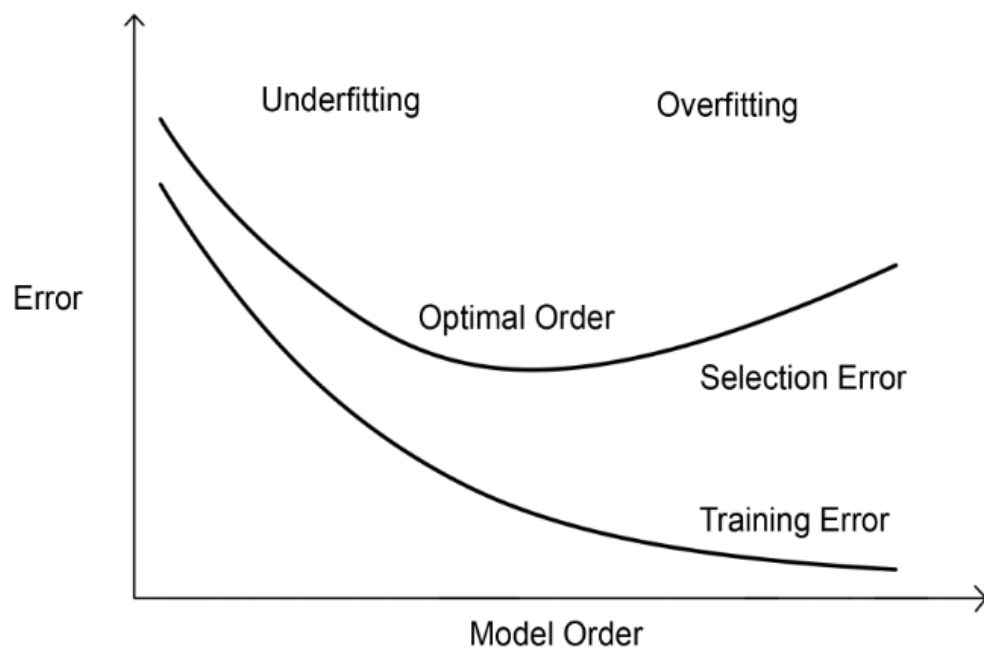 Underfitting
Overfitting
Error
Optimal Order
Selection Error
Training Error
Model Order